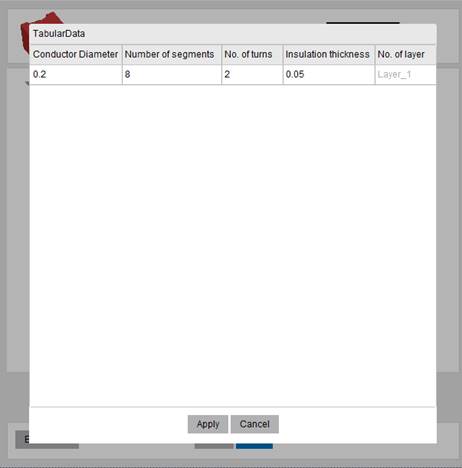 TabularData
Conductor Diameter Number of segments No. of turns Insulation thickness No. of layer
0.2 8 2 0.05 Layer_1
Apply Cancel